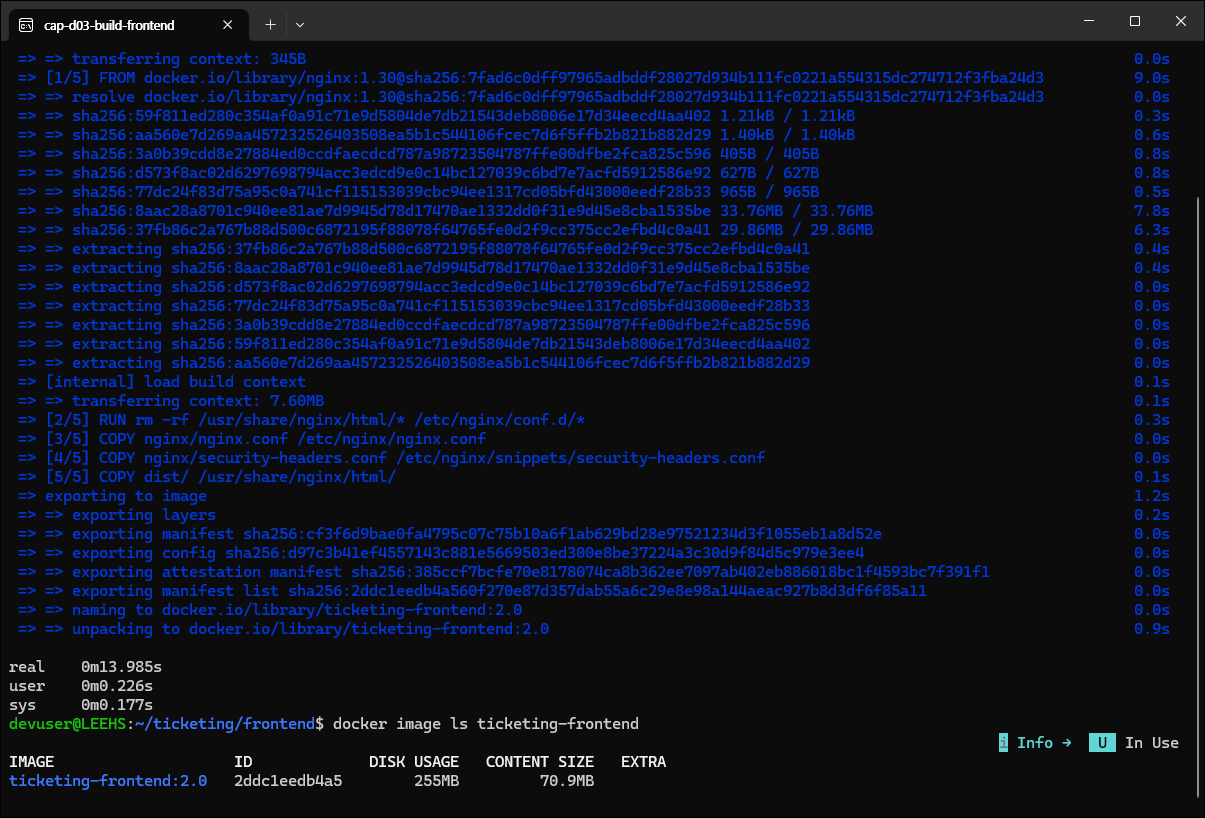 cap-d03-build-frontend
=> => transferring context: 345B 0.0s
=> [1/5] FROM docker.io/library/nginx:1.30@sha256:7fad6c0dff97965adbddf28027d934b111fc0221a554315dc274712f3fba24d3 9.0s
=> => resolve docker.io/library/nginx:1.30@sha256:7fad6c0dff97965adbddf28027d934b111fc0221a554315dc274712f3fba24d3 0.0s
=> => sha256:59f811ed280c354af0a91c71e9d5804de7db21543deb8006e17d34eecd4aa402 1.21kB / 1.21kB 0.3s
=> => sha256:aa560e7d269aa457232526403508ea5b1c544106fcec7d6f5ffb2b821b882d29 1.40kB / 1.40kB 0.6s
=> => sha256:3a0b39cdd8e27884ed0ccdfaecdcd787a98723504787ffe00dfbe2fca825c596 405B / 405B 0.8s
=> => sha256:d573f8ac02d6297698794acc3edcd9e0c14bc127039c6bd7e7acfd5912586e92 627B / 627B 0.8s
=> => sha256:77dc24f83d75a95c0a741cf115153039cbc94ee1317cd05bfd43000eedf28b33 965B / 965B 0.5s
=> => sha256:8aac28a8701c940ee81ae7d9945d78d17470ae1332dd0f31e9d45e8cba1535be 33.76MB / 33.76MB 7.8s
=> => sha256:37fb86c2a767b88d500c6872195f88078f64765fe0d2f9cc375cc2efbd4c0a41 29.86MB / 29.86MB 6.3s
=> => extracting sha256:37fb86c2a767b88d500c6872195f88078f64765fe0d2f9cc375cc2efbd4c0a41 0.4s
=> => extracting sha256:8aac28a8701c940ee81ae7d9945d78d17470ae1332dd0f31e9d45e8cba1535be 0.4s
=> => extracting sha256:d573f8ac02d6297698794acc3edcd9e0c14bc127039c6bd7e7acfd5912586e92 0.0s
=> => extracting sha256:77dc24f83d75a95c0a741cf115153039cbc94ee1317cd05bfd43000eedf28b33 0.0s
=> => extracting sha256:3a0b39cdd8e27884ed0ccdfaecdcd787a98723504787ffe00dfbe2fca825c596 0.0s
=> => extracting sha256:59f811ed280c354af0a91c71e9d5804de7db21543deb8006e17d34eecd4aa402 0.0s
=> => extracting sha256:aa560e7d269aa457232526403508ea5b1c544106fcec7d6f5ffb2b821b882d29 0.0s
=> [internal] load build context 0.1s
=> => transferring context: 7.60MB 0.1s
=> [2/5] RUN rm -rf /usr/share/nginx/html/* /etc/nginx/conf.d/* 0.3s
=> [3/5] COPY nginx/nginx.conf /etc/nginx/nginx.conf 0.0s
=> [4/5] COPY nginx/security-headers.conf /etc/nginx/snippets/security-headers.conf 0.0s
=> [5/5] COPY dist/ /usr/share/nginx/html/ 0.1s
=> exporting to image 1.2s
=> => exporting layers 0.2s
=> => exporting manifest sha256:cf3f6d9bae0fa4795c07c75b10a6f1ab629bd28e97521234d3f1055eb1a8d52e 0.0s
=> => exporting config sha256:d97c3b41ef4557143c881e5669503ed300e8be37224a3c30d9f84d5c979e3ee4 0.0s
=> => exporting attestation manifest sha256:385ccf7bcfe70e8178074ca8b362ee7097ab402eb886018bc1f4593bc7f391f1 0.0s
=> => exporting manifest list sha256:2ddc1eedb4a560f270e87d357dab55a6c29e8e98a144aeac927b8d3df6f85a11 0.0s
=> => naming to docker.io/library/ticketing-frontend:2.0 0.0s
=> => unpacking to docker.io/library/ticketing-frontend:2.0 0.9s
real 0m13.985s
user 0m0.226s
sys 0m0.177s
devuser@LEEHS:~/ticketing/frontend$ docker image ls ticketing-frontend
i Info → U In Use
IMAGE ID DISK USAGE CONTENT SIZE EXTRA
ticketing-frontend:2.0 2ddc1eedb4a5 255MB 70.9MB